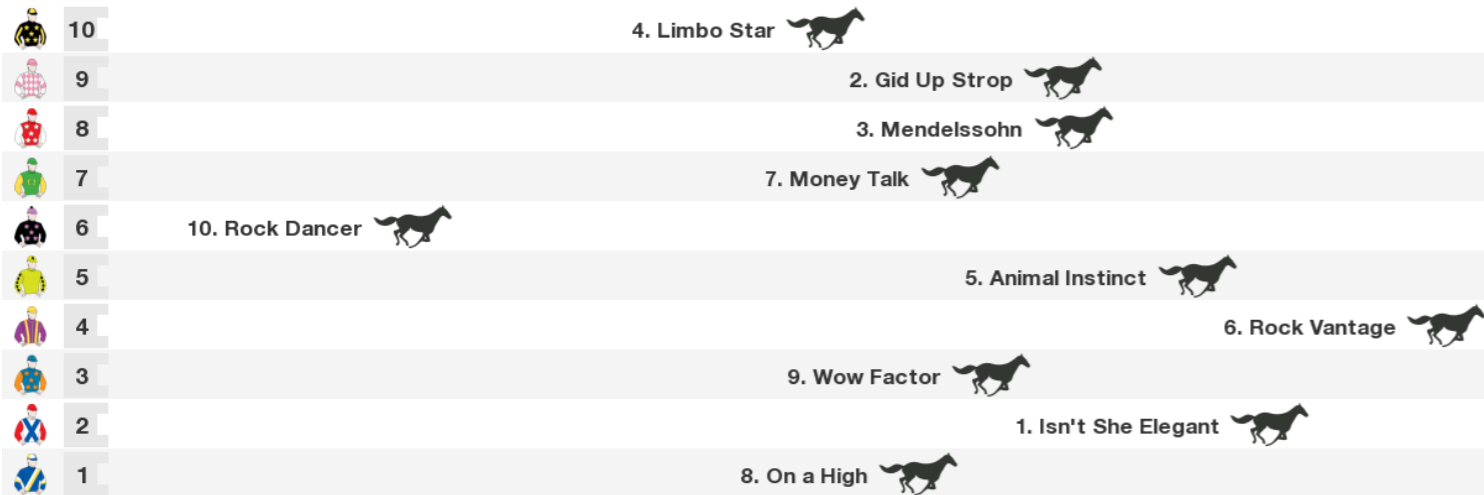 10 4. Limbo Star
9 2. Gid Up Strop
8 3. Mendelssohn
7 7. Money Talk
6 10. Rock Dancer
5 5. Animal Instinct
4 6. Rock Vantage
3 9. Wow Factor
2 1. Isn't She Elegant
1 8. On a High